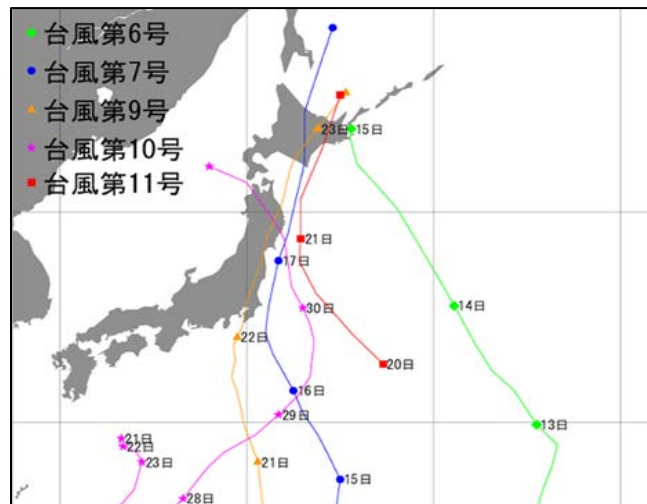 台風第6号
台風第7号
台風第9号
台風第10号
台風第11号
23日
15日
21日
17日
14日
30日
22日
20日
16日
29日
13日
21日
22日
23日
21日
15日
28日